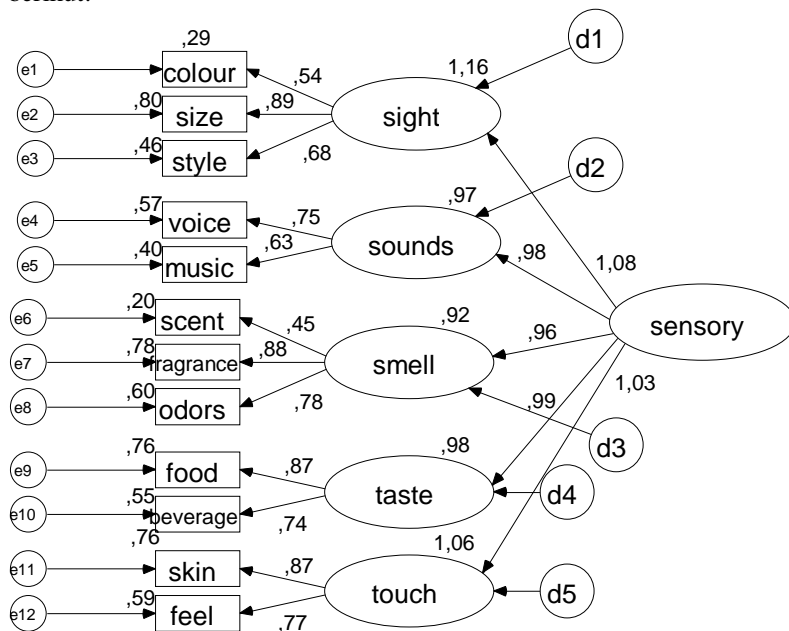 berikut.
,29
e1 colour ,54 1,16 d1
e2 ,80 size ,89 sight
e3 ,46 style ,68
d2
e4 ,57 voice ,75 ,97
e5 ,40 music ,63 sounds ,98 1,08
e6 ,20 scent ,45 ,92 ,96 sensory
e7 ,78 fragrance ,88 smell 1,03
e8 ,60 odors ,78 ,99 d3
e9 ,76 food ,87 ,98
e10 ,55 beverage ,74 taste d4
,76 1,06
e11 skin ,87
e12 ,59 feel ,77 touch d5